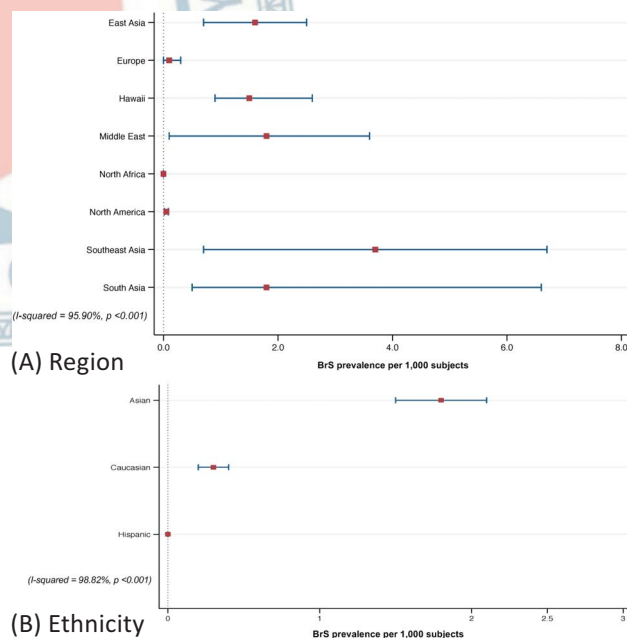 East Asia
Europe
Hawaii
Middle East
North Africa
North America
Southeast Asia
South Asia
(I-squared = 95.90%, p <0.001)
0.0 2.0 4.0 6.0 8.0
(A) Region
BrS prevalence per 1,000 subjects
Asian
Caucasian
Hispanic
(I-squared = 98.82%, p <0.001)
0 1 2 2.5 3
(B) Ethnicity
BrS prevalence per 1,000 subjects